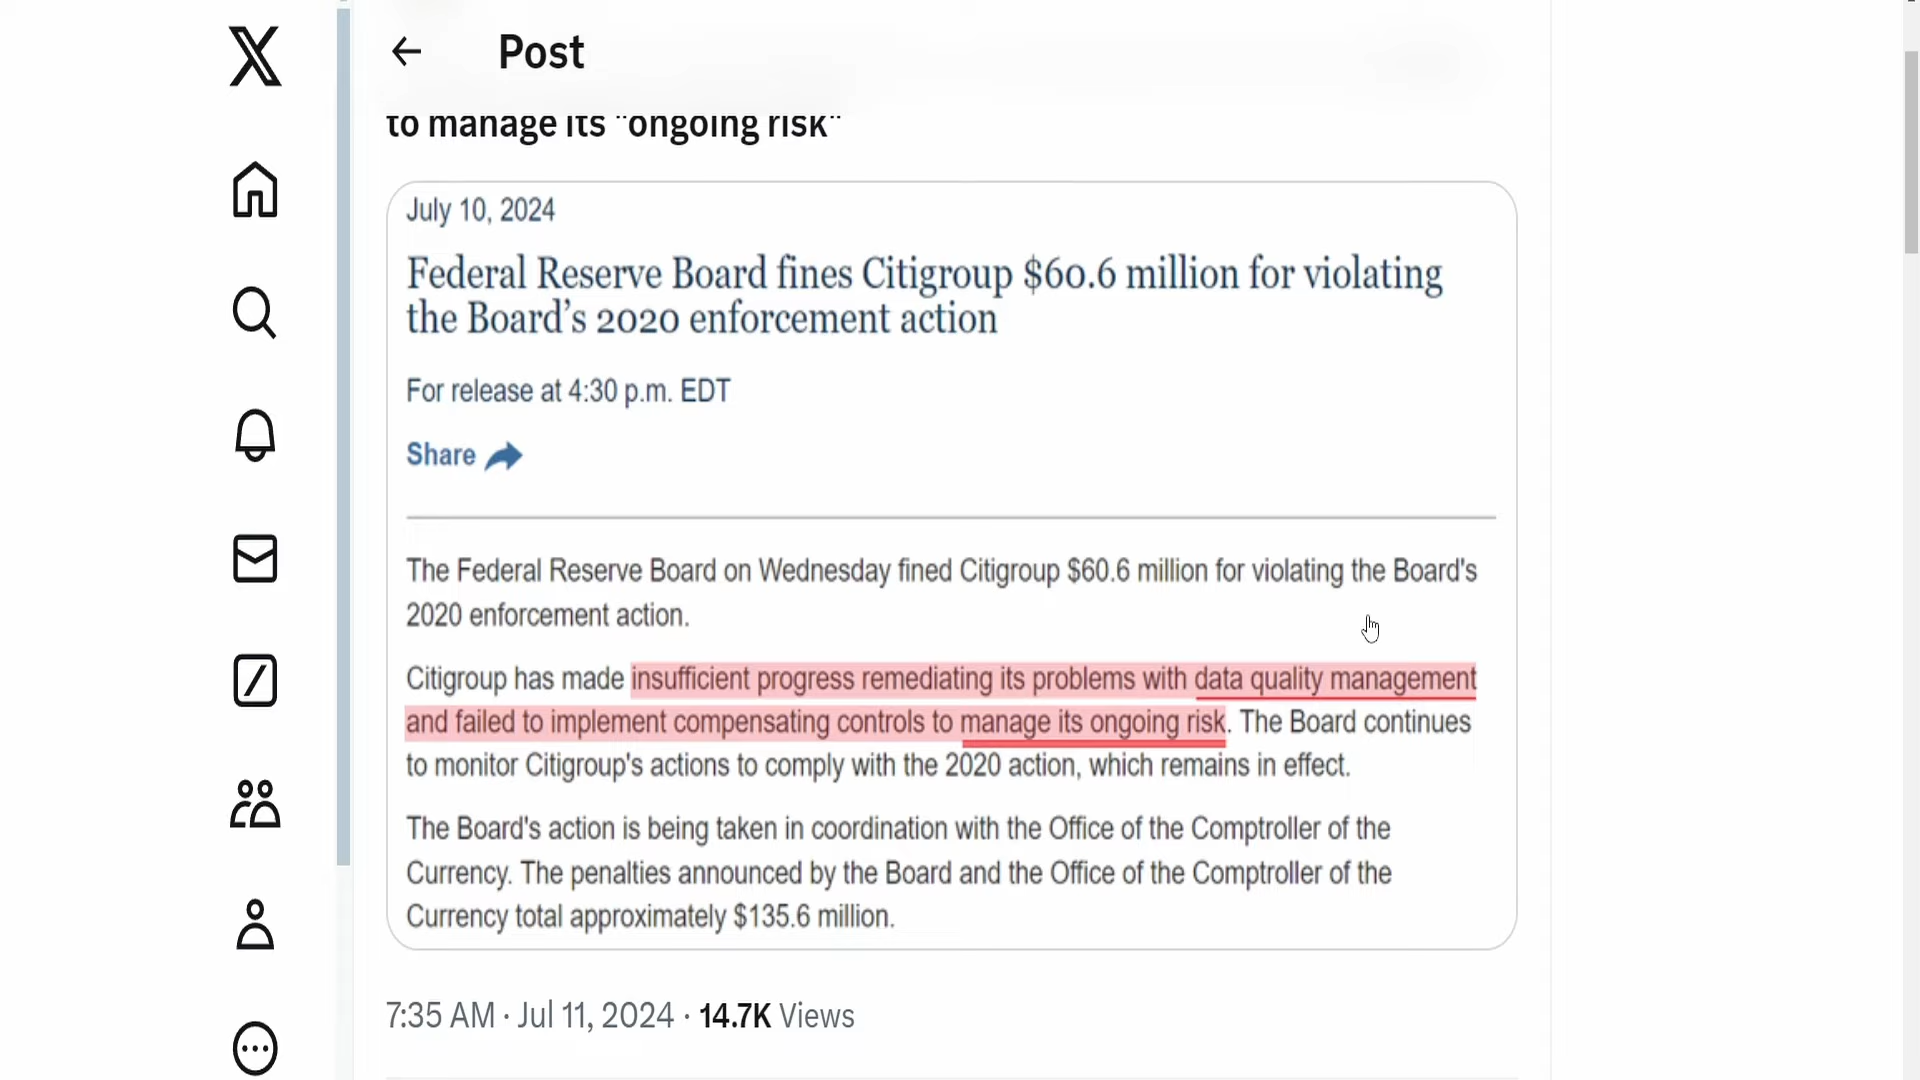 Post
to manage its "ongoing risk"
July 10, 2024
Federal Reserve Board fines Citigroup $60.6 million for violating
the Board's 2020 enforcement action
For release at 4:30 p.m. EDT
Share
The Federal Reserve Board on Wednesday fined Citigroup $60.6 million for violating the Board's
2020 enforcement action.
Citigroup has made insufficient progress remediating its problems with data quality management
and failed to implement compensating controls to manage its ongoing risk. The Board continues
to monitor Citigroup's actions to comply with the 2020 action, which remains in effect.
The Board's action is being taken in coordination with the Office of the Comptroller of the
Currency. The penalties announced by the Board and the Office of the Comptroller of the
Currency total approximately $135.6 million.
7:35 AM · Jul 11, 2024 · 14.7K Views